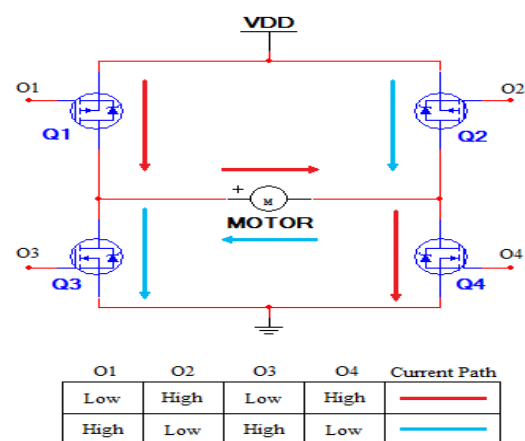 VDD
O1
O2
Q1
Q2
+
M
MOTOR
O3
O4
Q3
Q4
O1 O2 O3 O4 Current Path
Low High Low High
High Low High Low